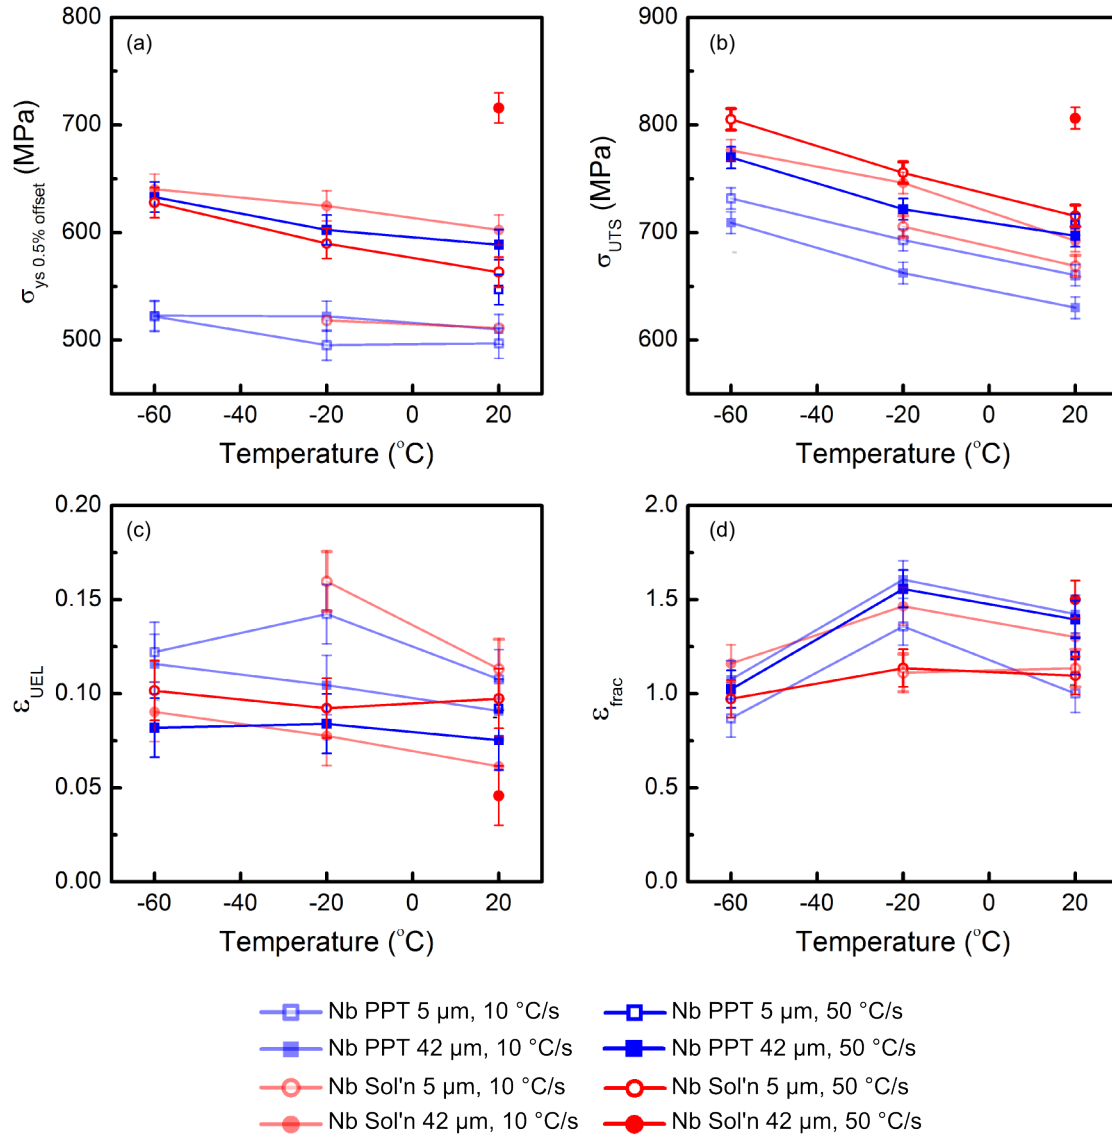 (a)
800
700
600
500
-60
-40
-20
0
20
σys 0.5% offset (MPa)
Temperature (°C)
(b)
900
800
700
600
-60
-40
-20
0
20
σUTS (MPa)
Temperature (°C)
(c)
0.20
0.15
0.10
0.05
0.00
-60
-40
-20
0
20
εUEL
Temperature (°C)
(d)
2.0
1.5
1.0
0.5
0.0
-60
-40
-20
0
20
εfrac
Temperature (°C)
Nb PPT 5 µm, 10 °C/s
Nb PPT 42 µm, 10 °C/s
Nb Sol'n 5 µm, 10 °C/s
Nb Sol'n 42 µm, 10 °C/s
Nb PPT 5 µm, 50 °C/s
Nb PPT 42 µm, 50 °C/s
Nb Sol'n 5 µm, 50 °C/s
Nb Sol'n 42 µm, 50 °C/s